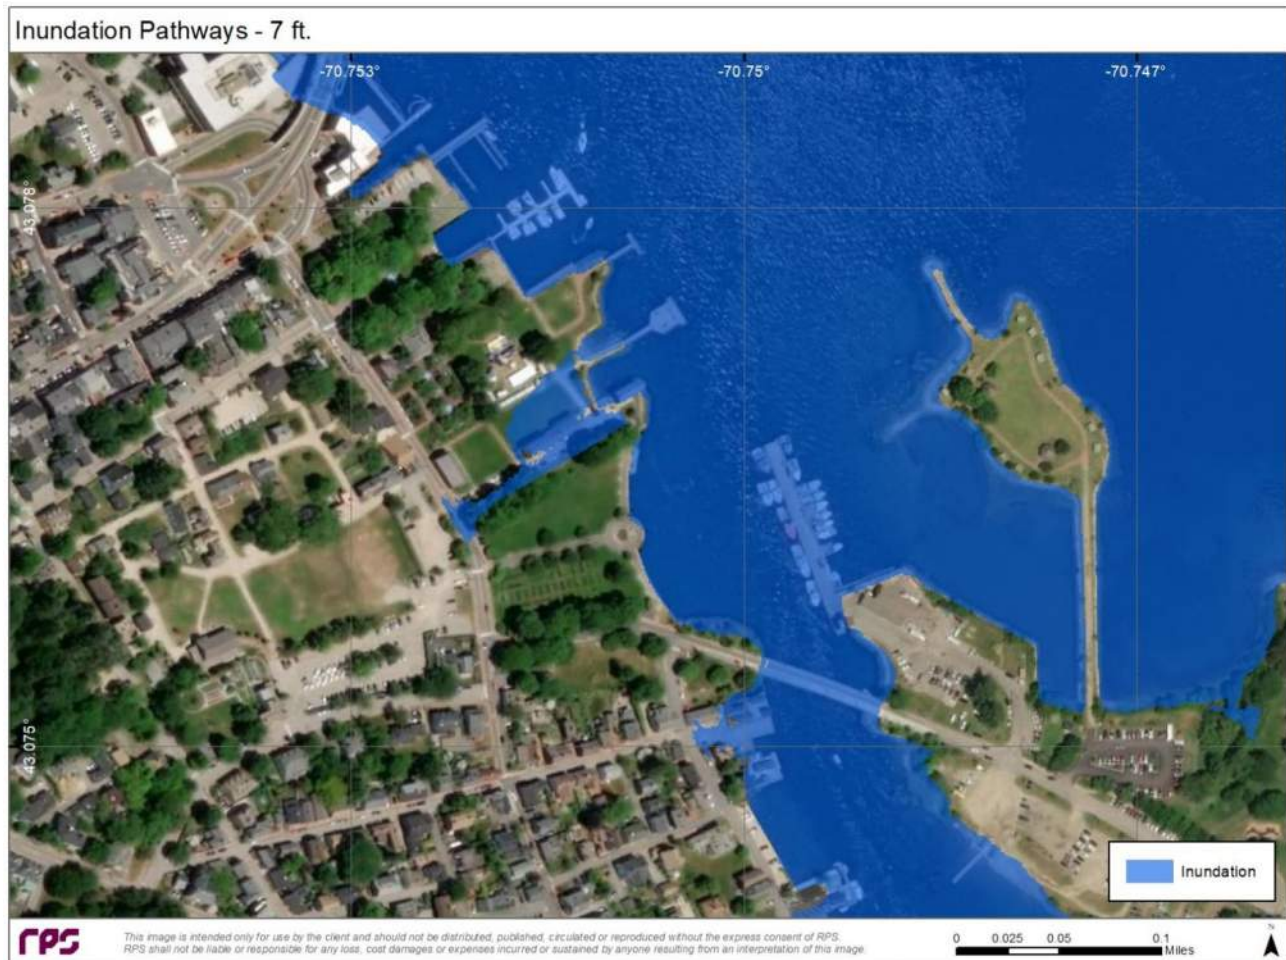 Inundation Pathways - 7 ft.
-70.753°
-70.75°
-70.747°
43.078°
43.075°
Inundation
RPS
This image is intended only for use by the client and should not be distributed, published, circulated or reproduced without the express consent of RPS.
RPS shall not be liable or responsible for any loss, cost damages or expenses incurred or sustained by anyone resulting from an interpretation of this image.
0 0.025 0.05 0.1
Miles
N